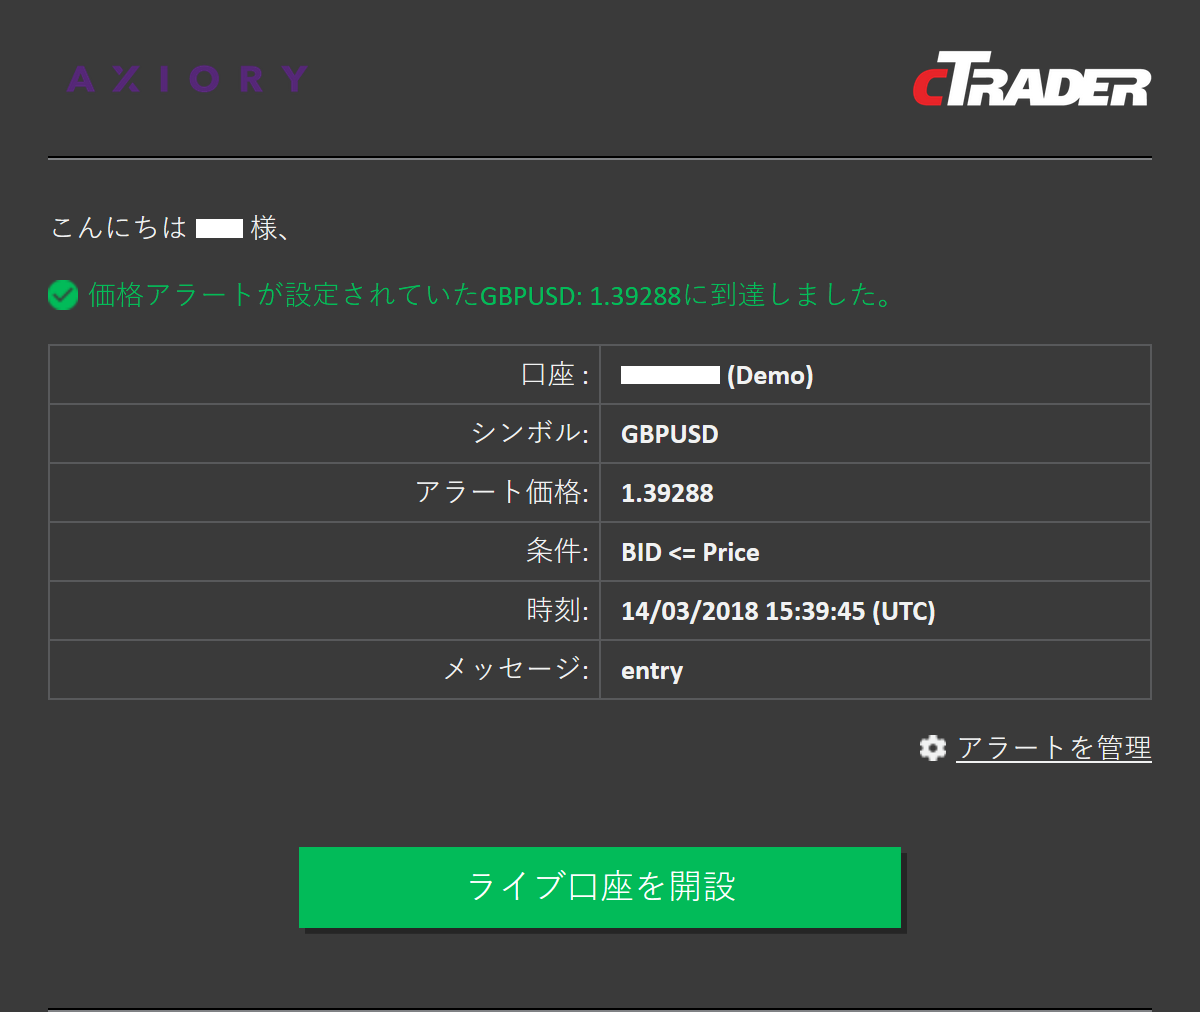 AXIORY
cTRADER
こんにちは 様、
価格アラートが設定されていたGBPUSD: 1.39288に到達しました。
口座 : (Demo)
シンボル: GBPUSD
アラート価格: 1.39288
条件: BID <= Price
時刻: 14/03/2018 15:39:45 (UTC)
メッセージ: entry
アラートを管理
ライブ口座を開設